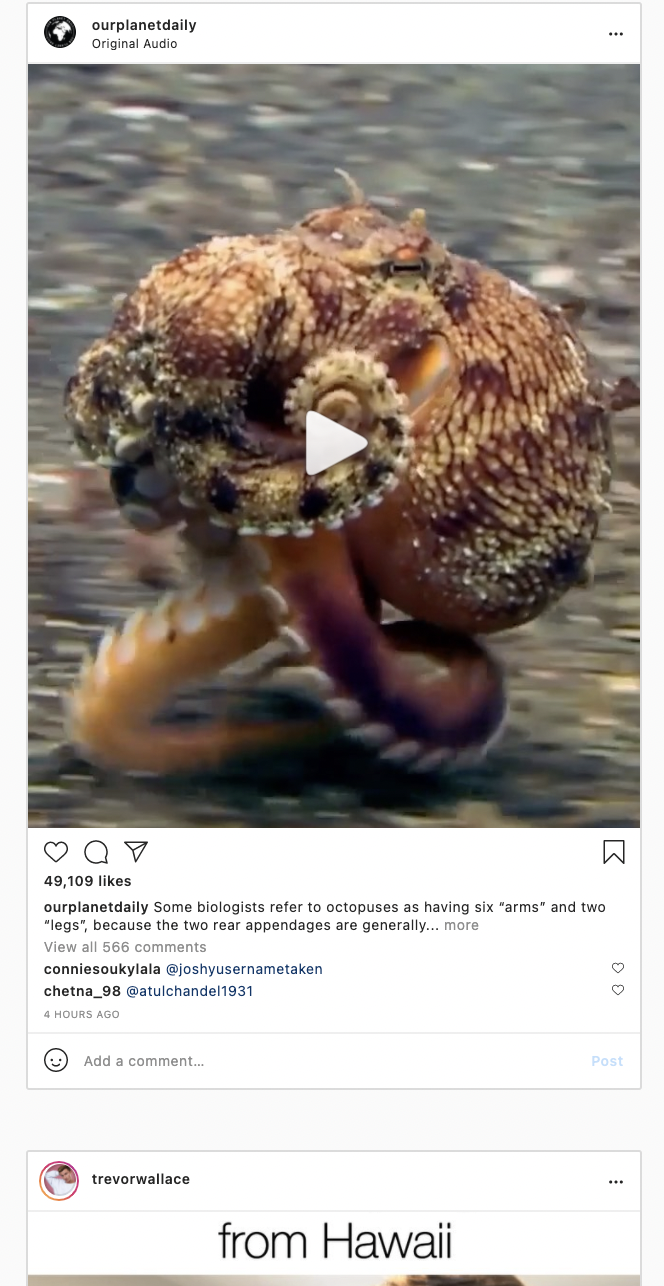 ourplanetdaily
Original Audio
49,109 likes
ourplanetdaily Some biologists refer to octopuses as having six “arms” and two
“legs”, because the two rear appendages are generally... more
View all 566 comments
conniesoukylala @joshyusernametaken
chetna_98 @atulchandel1931
4 HOURS AGO
Add a comment…
Post
trevorwallace
from Hawaii